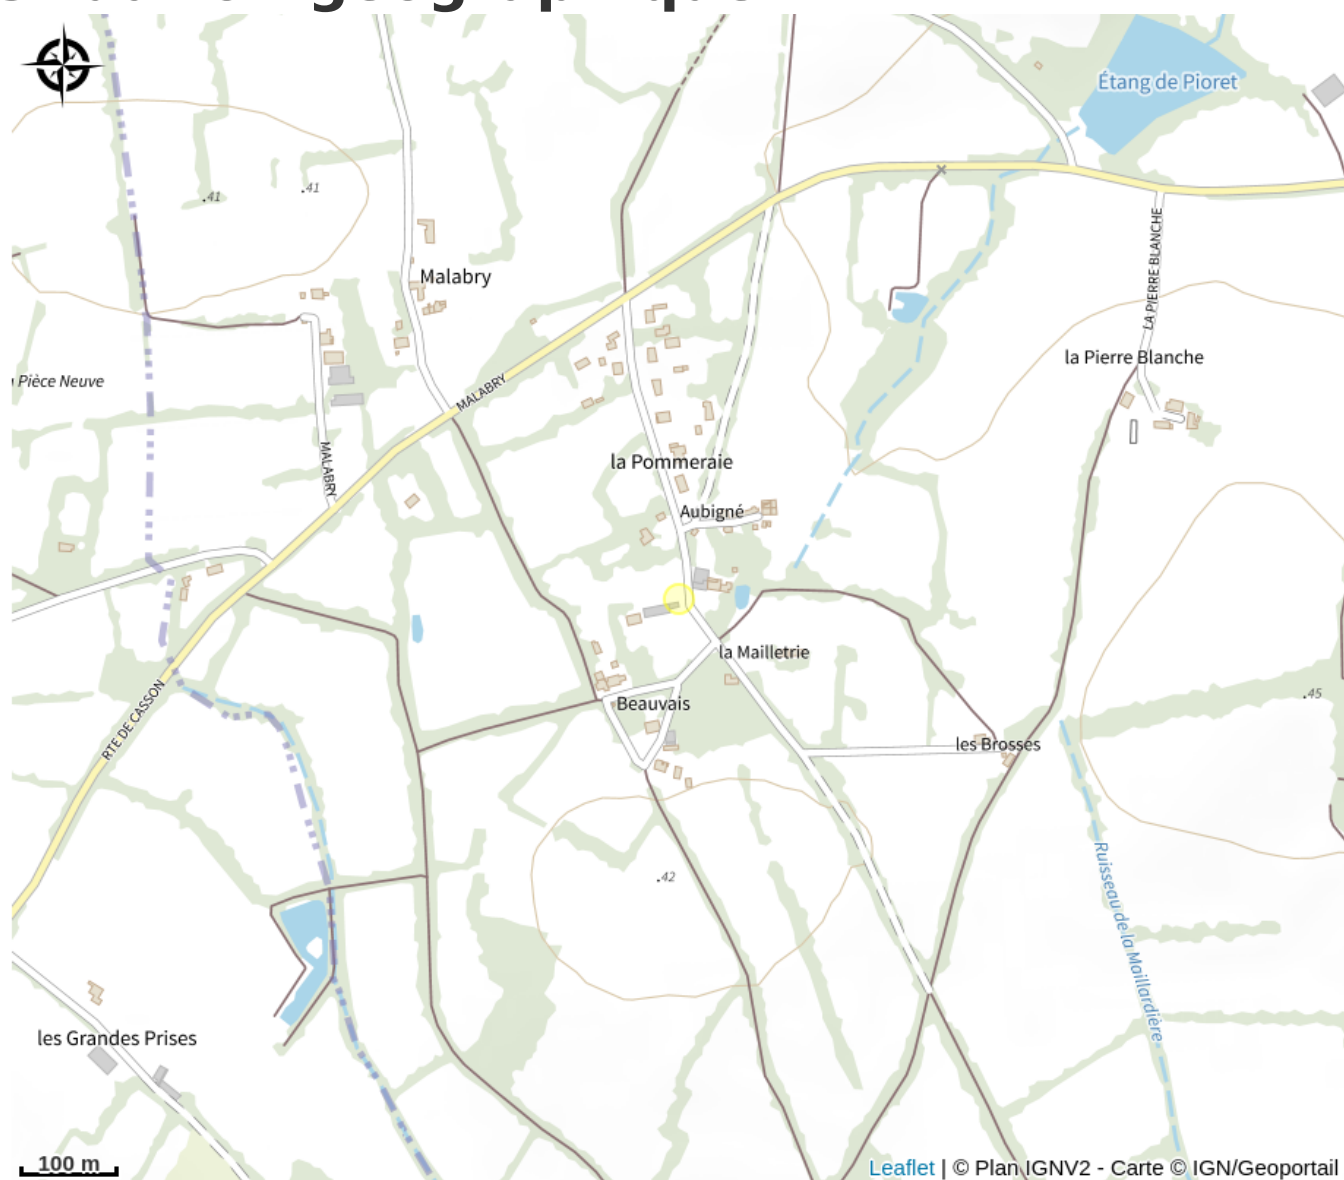 Étang de Pioret
.41
.41
LA PIERRE BLANCHE
Malabry
la Pierre Blanche
Pièce Neuve
MALABRY
MALABRY
la Pommeraie
Aubigné
la Mailletrie
.45
Beauvais
RTE DE CASSON
les Brosses
.42
Ruisseau de la Maillardière
les Grandes Prises
100 m
Leaflet | © Plan IGNV2 - Carte © IGN/Geoportail